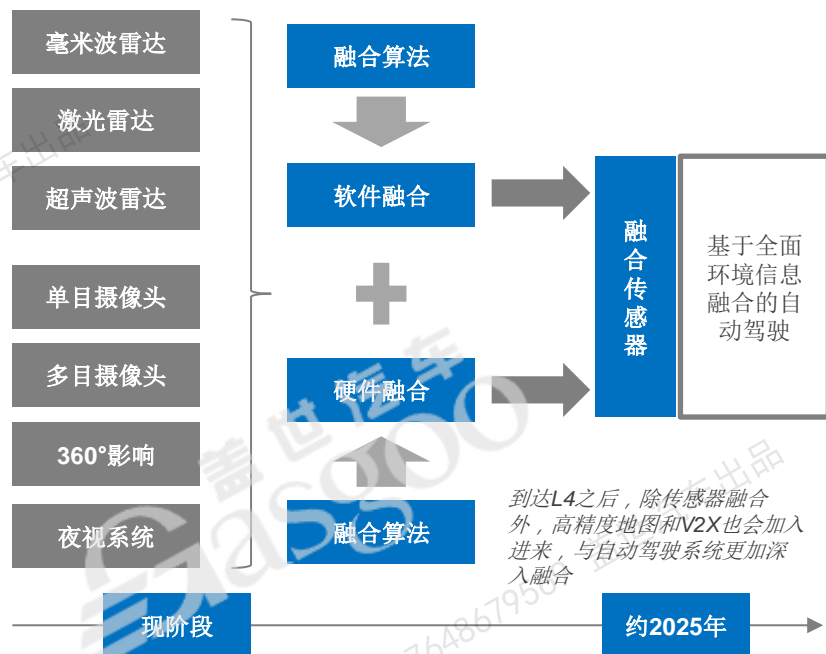 毫米波雷达
激光雷达
超声波雷达
单目摄像头
多目摄像头
360°影响
夜视系统
融合算法
软件融合
硬件融合
融合算法
融合传感器
基于全面
环境信息
融合的自
动驾驶
到达L4之后，除传感器融合
外，高精度地图和V2X也会加入
进来，与自动驾驶系统更加深
入融合
现阶段
约2025年
盖世汽车
Gasgoo